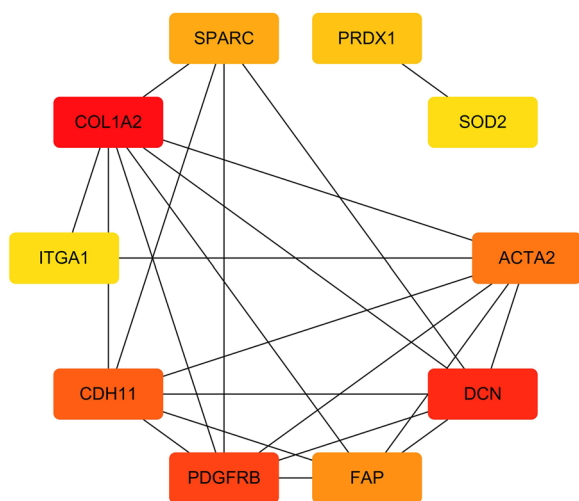 SPARC
PRDX1
COL1A2
SOD2
ITGA1
ACTA2
CDH11
DCN
PDGFRB
FAP